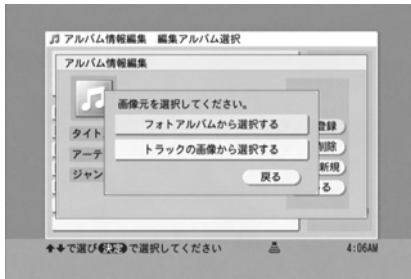 アルバム情報編集 編集アルバム選択
アルバム情報編集
画像元を選択してください。
フォトアルバムから選択する
タイト
登録
アーテ
トラックの画像から選択する
削除
ジャン
戻る
新規
る
で選び決定で選択してください
4:06AM